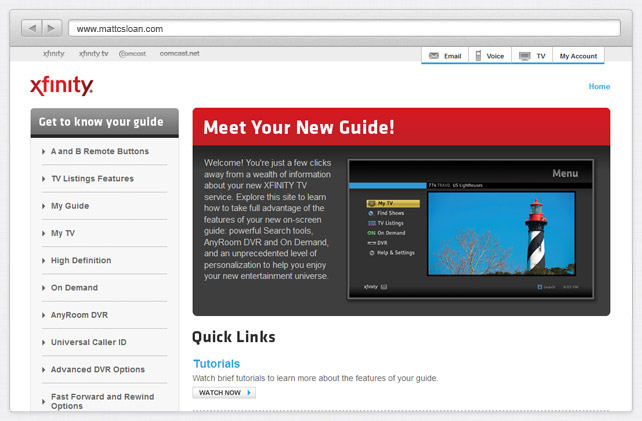 www.mattcsloan.com
xfinity. xfinity tv comcast comcast.net
Email Voice TV My Account
xfinity.
Home
Get to know your guide
A and B Remote Buttons
TV Listings Features
My Guide
My TV
High Definition
On Demand
AnyRoom DVR
Universal Caller ID
Advanced DVR Options
Fast Forward and Rewind
Options
Meet Your New Guide!
Welcome! You're just a few clicks
away from a wealth of information
about your new XFINITY TV
service. Explore this site to learn
how to take full advantage of the
features of your new on-screen
guide: powerful Search tools,
AnyRoom DVR and On Demand,
and an unprecedented level of
personalization to help you enjoy
your new entertainment universe.
Menu
774 TRAVD US Lighthouses
My TV
Find Shows
TV Listings
ON On Demand
DVR
Help & Settings
xfinity
Search
Quick Links
Tutorials
Watch brief tutorials to learn more about the features of your guide.
WATCH NOW